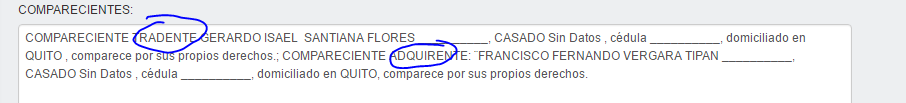 COMPARECIENTES:
COMPARECIENTE TRADENTE GERARDO ISAEL SANTIANA FLORES ___________, CASADO Sin Datos , cédula __________, domiciliado en
QUITO , comparece por sus propios derechos.; COMPARECIENTE ADQUIRENTE: ¨FRANCISCO FERNANDO VERGARA TIPAN __________,
CASADO Sin Datos , cédula __________, domiciliado en QUITO, comparece por sus propios derechos.